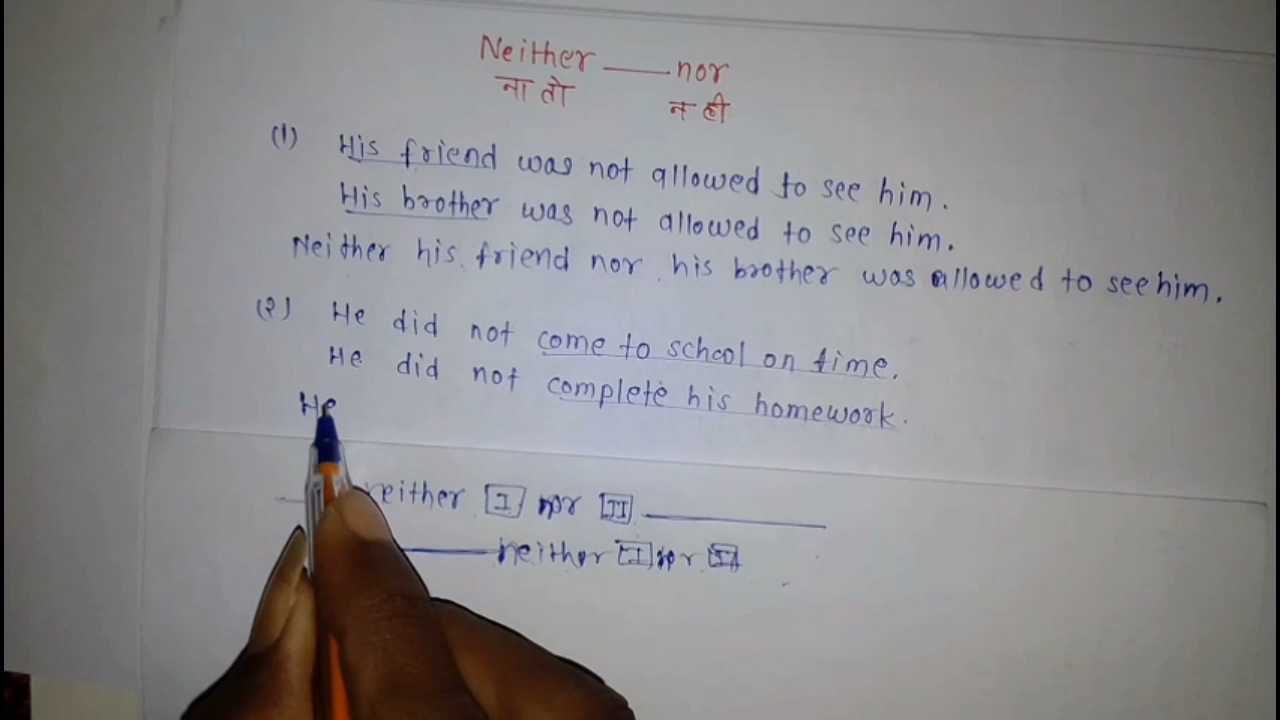 Neither —— nor
ना तो न ही
(1) His friend was not allowed to see him.
His brother was not allowed to see him.
Neither his friend nor his brother was allowed to see him.
(२) He did not come to school on time.
He did not complete his homework.
He
neither I nor II
neither I nor II